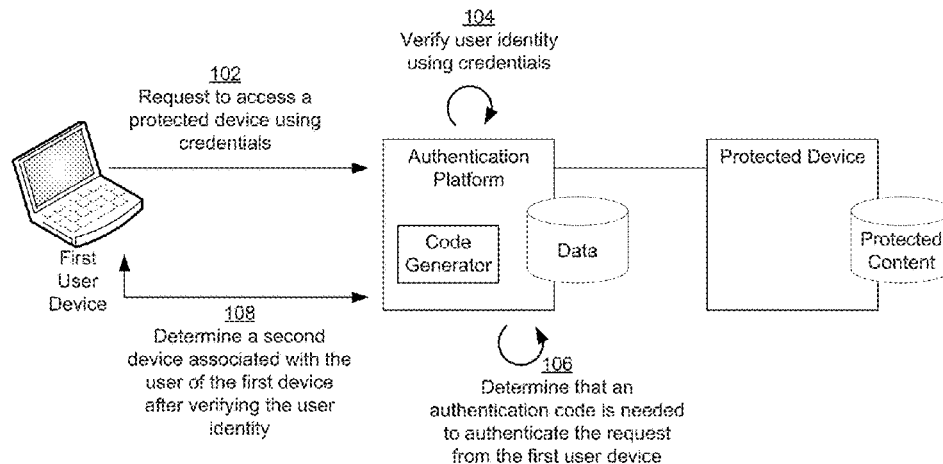 104
Verify user identity
using credentials
102
Request to access a
protected device using
credentials
Authentication
Platform
Protected Device
Code
Generator
Data
Protected
Content
First
User
Device
108
Determine a second
device associated with the
user of the first device
after verifying the user
identity
106
Determine that an
authentication code is needed
to authenticate the request
from the first user device